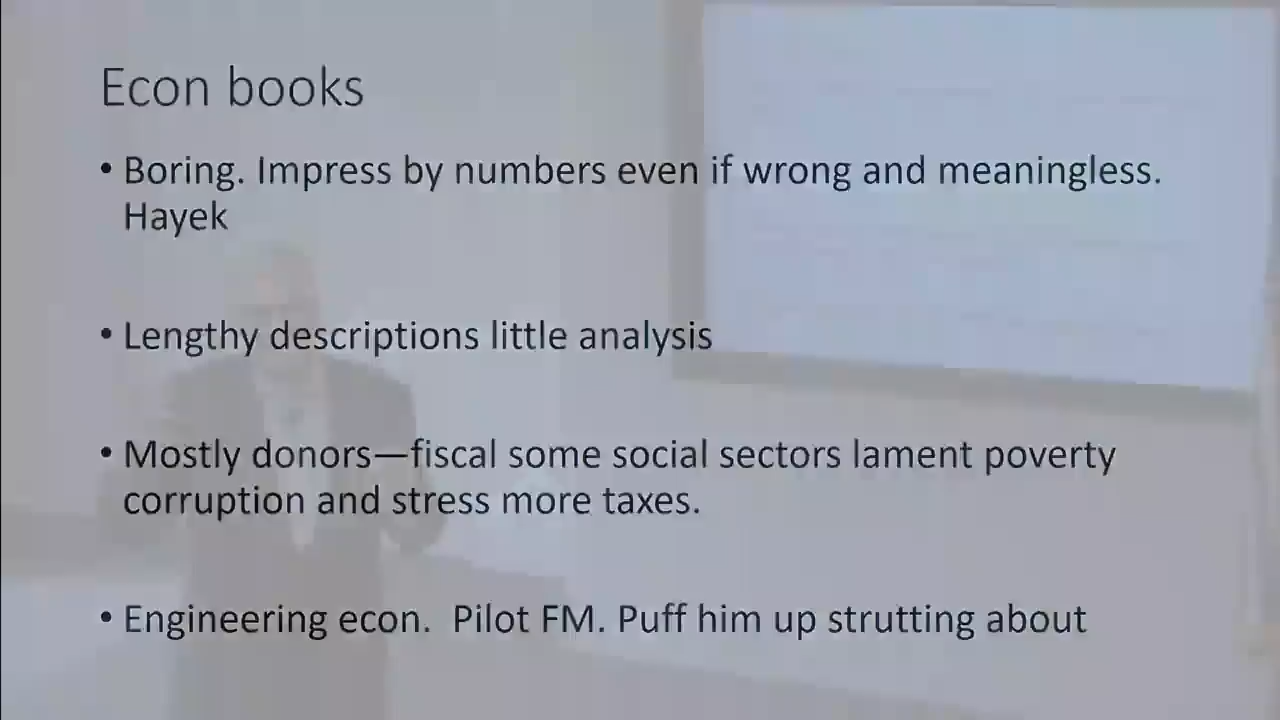 Econ books
• Boring. Impress by numbers even if wrong and meaningless.
Hayek
• Lengthy descriptions little analysis
• Mostly donors—fiscal some social sectors lament poverty
corruption and stress more taxes.
• Engineering econ.  Pilot FM. Puff him up strutting about